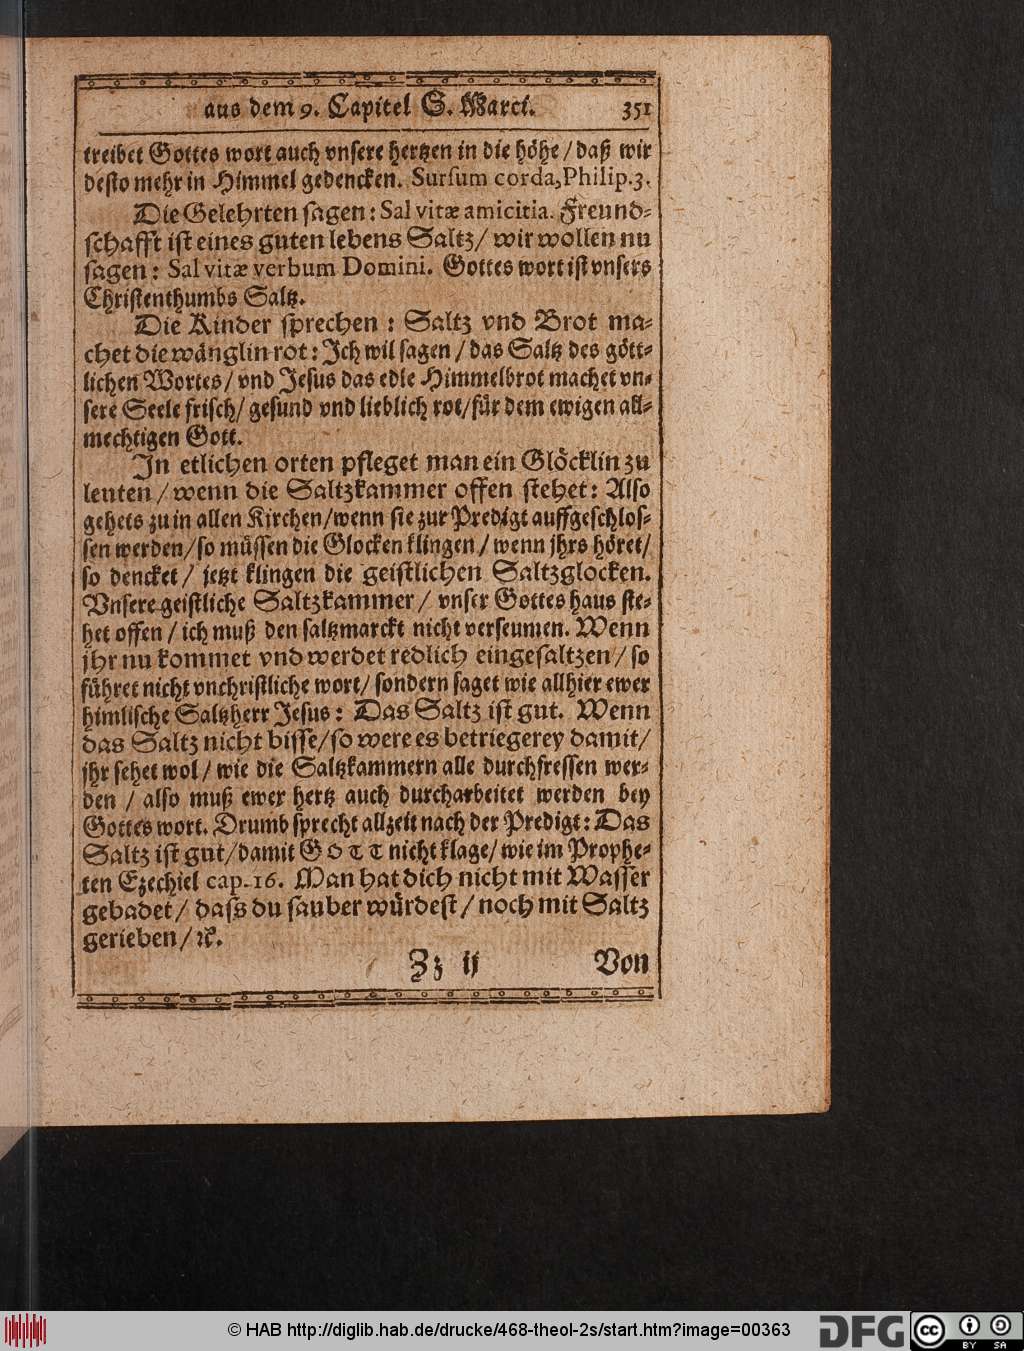 aus dem 9. Capitel S. Marci. 351
treibet Gottes wort auch vnſere hertzen in die höhe / daß wir
deſto mehr in Himmel gedencken. Surſum corda, Philip.3.
Die Gelehrten ſagen : Sal vitæ amicitia. Freund⸗
ſchafft iſt eines guten lebens Saltz / wir wollen nu
ſagen : Sal vitæ verbum Domini. Gottes wort iſt vnſers
Chriſtenthumbs Saltz.
Die Kinder ſprechen : Saltz vnd Brot ma⸗
chet die wänglin rot : Ich wil ſagen / das Saltz des gött⸗
lichen Wortes / vnd Jeſus das edle Himmelbrot machet vn⸗
ſere Seele friſch / geſund vnd lieblich rot / für dem ewigen all⸗
mechtigen Gott.
In etlichen orten pfleget man ein Glöcklin zu
leuten / wenn die Saltzkammer offen ſtehet : Alſo
gehets zu in allen Kirchen / wenn ſie zur Predigt auffgeſchloſ⸗
ſen werden / ſo müſſen die Glocken klingen / wenn jhrs höret /
ſo dencket / jetzt klingen die geiſtlichen Saltzglocken.
Vnſere geiſtliche Saltzkammer / vnſer Gottes haus ſte⸗
het offen / ich muß den ſaltzmarckt nicht verſeumen. Wenn
jhr nu kommet vnd werdet redlich eingeſaltzen / ſo
führet nicht vnchriſtliche wort / ſondern ſaget wie allhier ewer
himliſche Saltzherr Jeſus : Das Saltz iſt gut. Wenn
das Saltz nicht biſſe / ſo were es betriegerey damit /
jhr ſehet wol / wie die Saltzkammern alle durchfreſſen wer⸗
den / alſo muß ewer hertz auch durcharbeitet werden bey
Gottes wort. Drumb ſprecht allzeit nach der Predigt : Das
Saltz iſt gut / damit GOTT nicht klage / wie im Prophe⸗
ten Ezechiel cap. 16. Man hat dich nicht mit Waſſer
gebadet / daſs du ſauber würdeſt / noch mit Saltz
gerieben / ꝛc.
Zz ij Von
© HAB http://diglib.hab.de/drucke/468-theol-2s/start.htm?image=00363 DFG cc BY SA